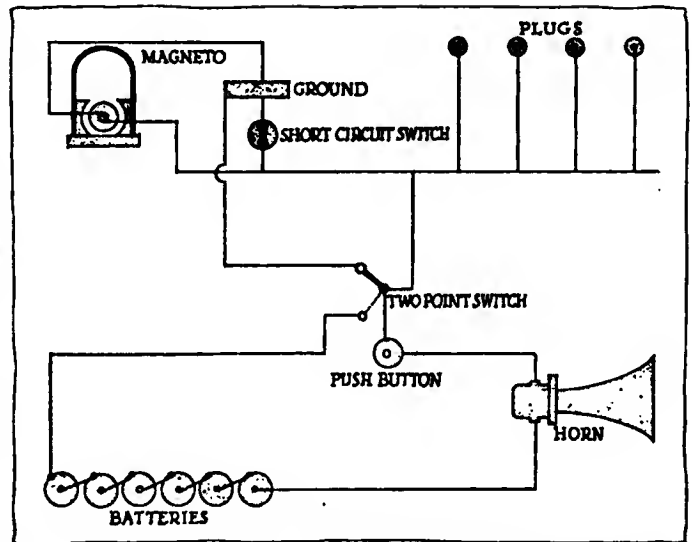 PLUGS
MAGNETO
GROUND
SHORT CIRCUIT SWITCH
TWO POINT SWITCH
PUSH BUTTON
HORN
BATTERIES